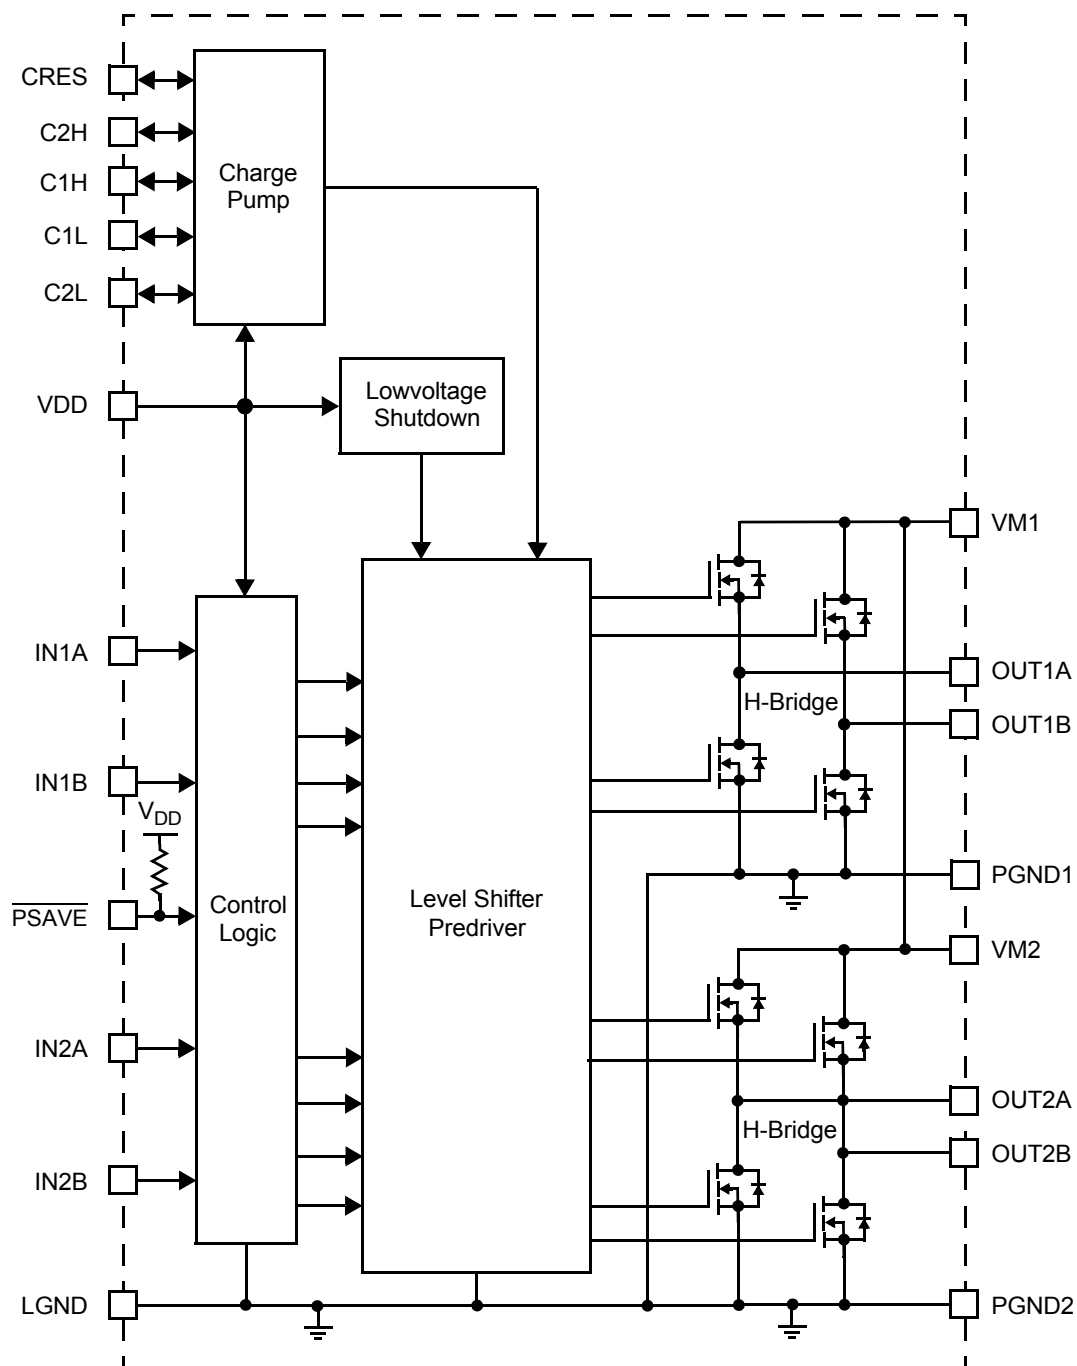 CRES
C2H
C1H
C1L
C2L
Charge
Pump
VDD
Lowvoltage
Shutdown
VM1
IN1A
OUT1A
H-Bridge
OUT1B
IN1B
VDD
PGND1
PSAVE
Control
Logic
Level Shifter
Predriver
VM2
IN2A
OUT2A
H-Bridge
OUT2B
IN2B
LGND
PGND2